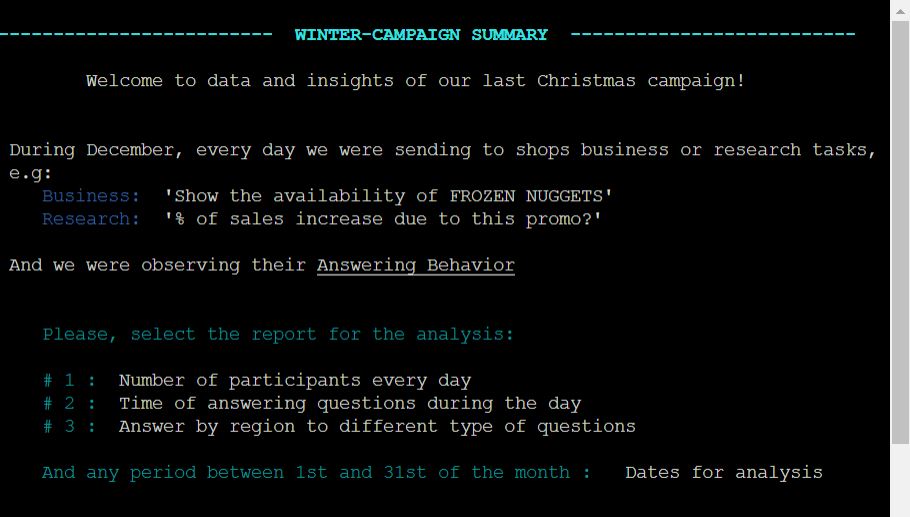 ------------------------- WINTER-CAMPAIGN SUMMARY --------------------------
Welcome to data and insights of our last Christmas campaign!
During December, every day we were sending to shops business or research tasks,
e.g:
Business:  'Show the availability of FROZEN NUGGETS'
Research:  '% of sales increase due to this promo?'
And we were observing their Answering Behavior
Please, select the report for the analysis:
# 1 :  Number of participants every day
# 2 :  Time of answering questions during the day
# 3 :  Answer by region to different type of questions
And any period between 1st and 31st of the month :   Dates for analysis